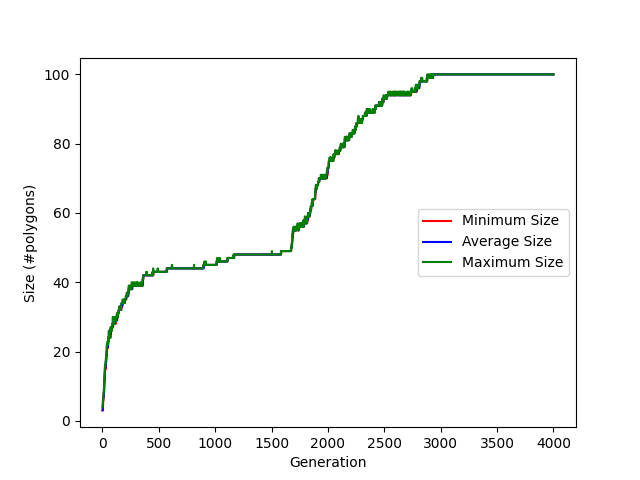 100
80
60
40
20
0
Size (#polygons)
Minimum Size
Average Size
Maximum Size
0 500 1000 1500 2000 2500 3000 3500 4000
Generation